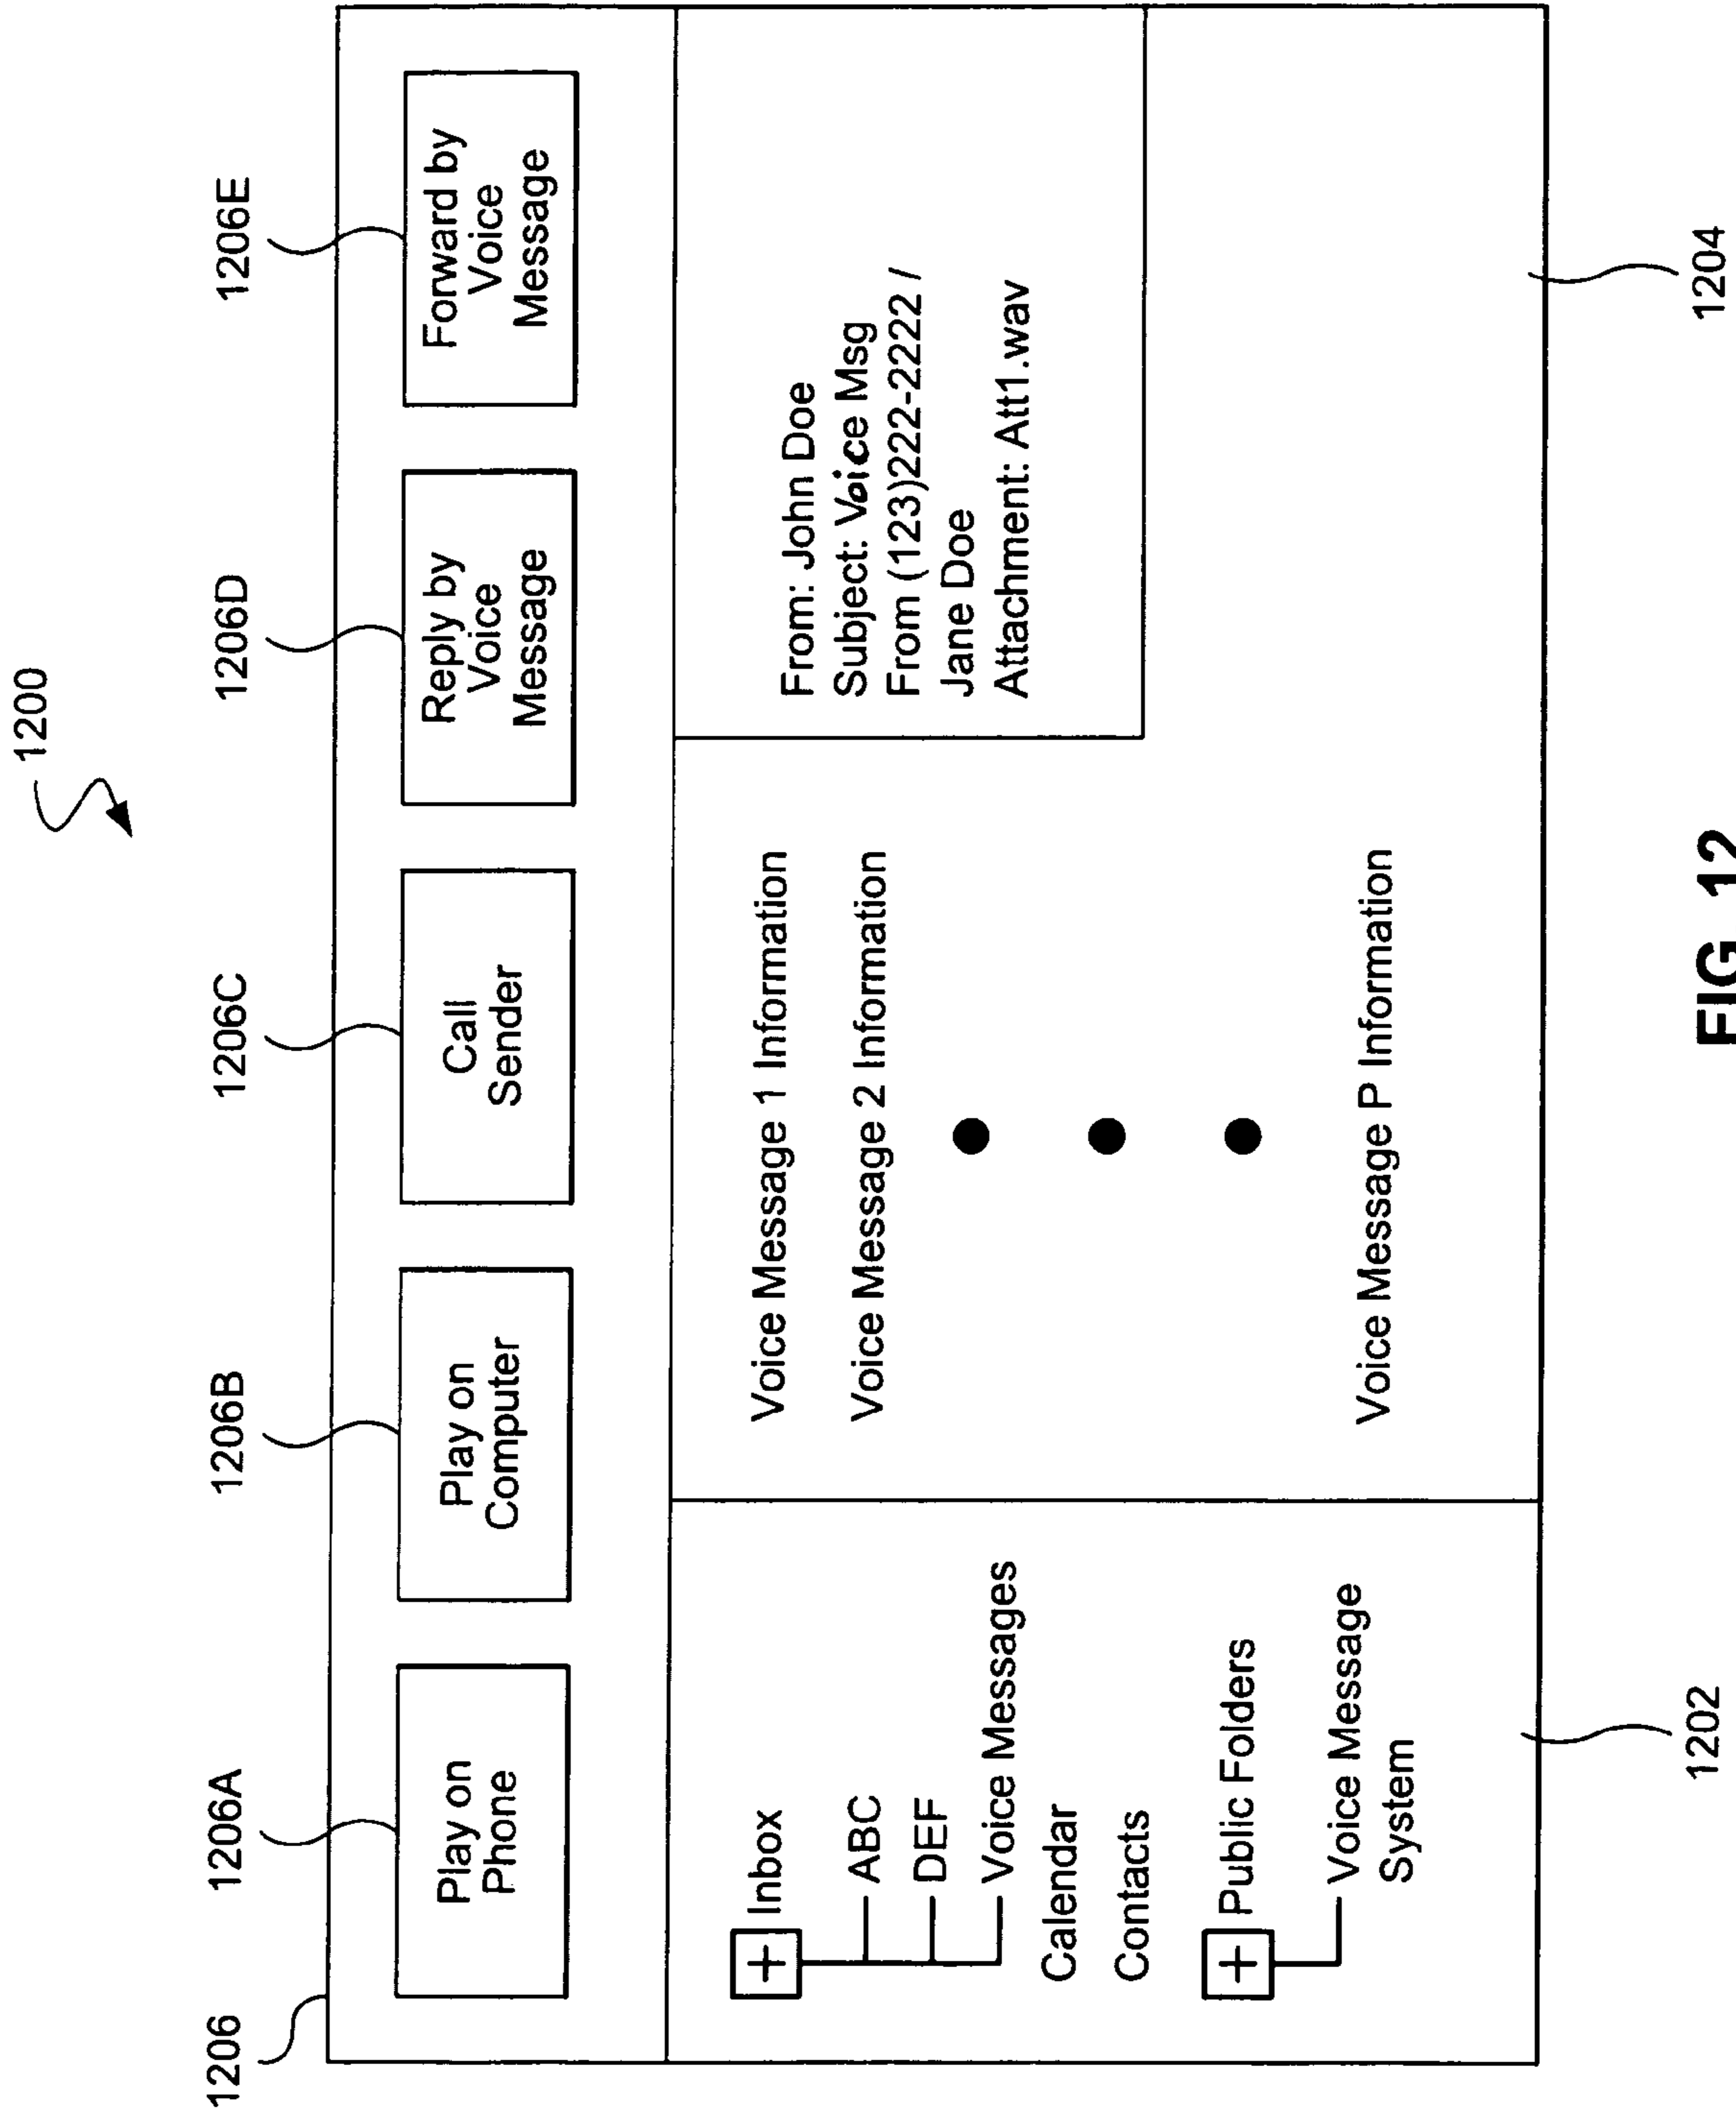 1200
1206
1206A
1206B
1206C
1206D
1206E
Play on
Phone
Play on
Computer
Call
Sender
Reply by
Voice
Message
Forward by
Voice
Message
Inbox
ABC
DEF
Voice Messages
Calendar
Contacts
Public Folders
Voice Message
System
Voice Message 1 Information
Voice Message 2 Information
Voice Message P Information
From: John Doe
Subject: Voice Msg
From (123)222-2222 /
Jane Doe
Attachment: Att1.wav
1202
1204
FIG. 12